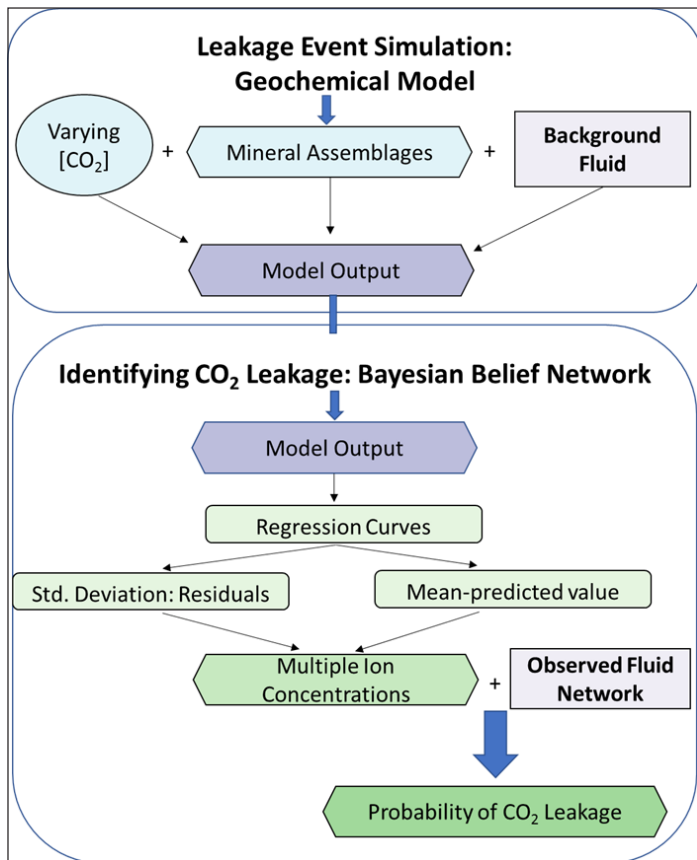 Leakage Event Simulation:
Geochemical Model
Varying
[CO₂]
+
Mineral Assemblages
+
Background
Fluid
Model Output
Identifying CO₂ Leakage: Bayesian Belief Network
Model Output
Regression Curves
Std. Deviation: Residuals
Mean-predicted value
Multiple Ion
Concentrations
+
Observed Fluid
Network
Probability of CO₂ Leakage